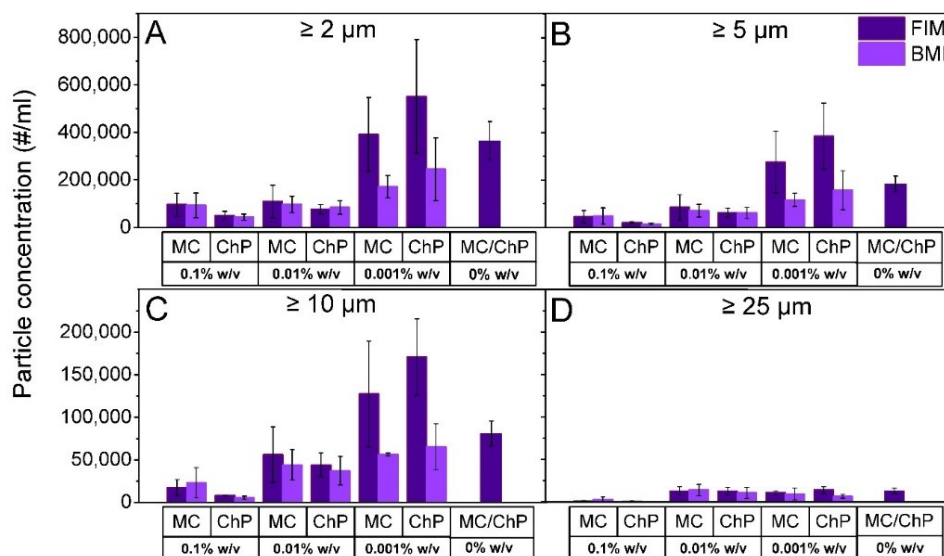 Particle concentration (#/ml)
A
≥ 2 µm
B
≥ 5 µm
FIM
BMI
800,000
600,000
400,000
200,000
0
MC ChP MC ChP MC ChP MC/ChP
0.1% w/v 0.01% w/v 0.001% w/v 0% w/v
MC ChP MC ChP MC ChP MC/ChP
0.1% w/v 0.01% w/v 0.001% w/v 0% w/v
C
≥ 10 µm
D
≥ 25 µm
200,000
150,000
100,000
50,000
0
MC ChP MC ChP MC ChP MC/ChP
0.1% w/v 0.01% w/v 0.001% w/v 0% w/v
MC ChP MC ChP MC ChP MC/ChP
0.1% w/v 0.01% w/v 0.001% w/v 0% w/v